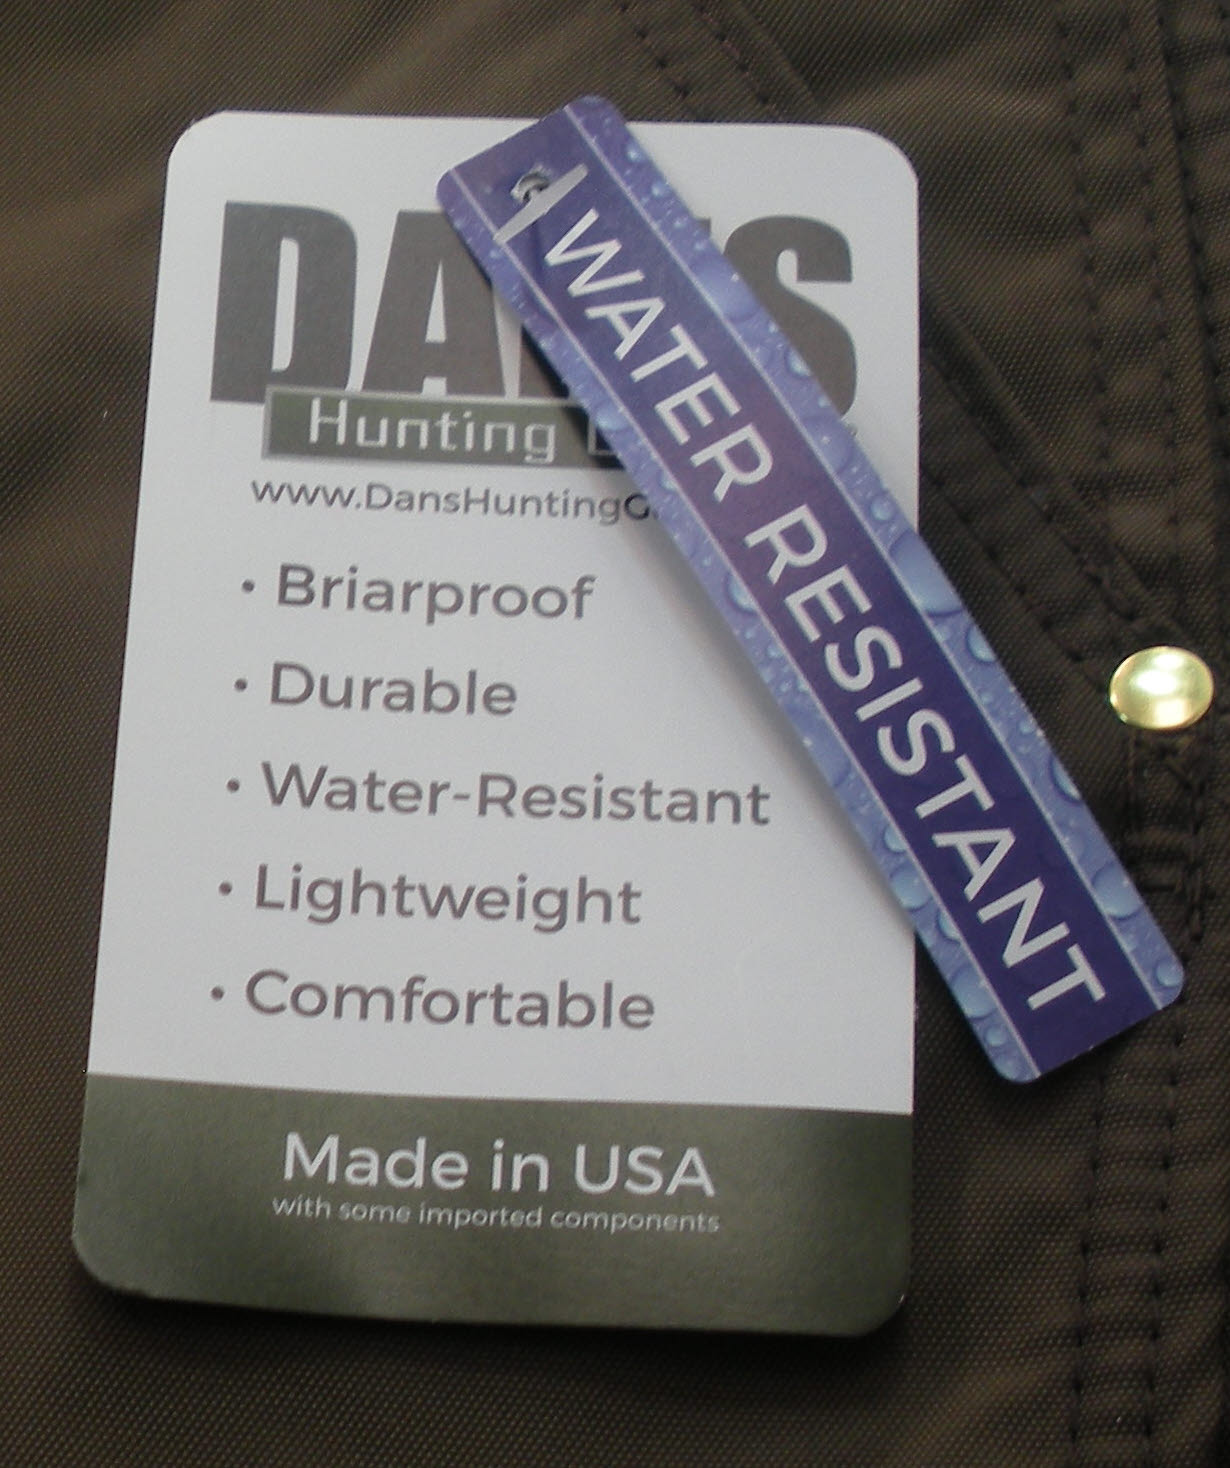 Hunting
www.DansHuntingG
• Briarproof
• Durable
• Water-Resistant
• Lightweight
• Comfortable
Made in USA
with some imported components
WATER RESISTANT